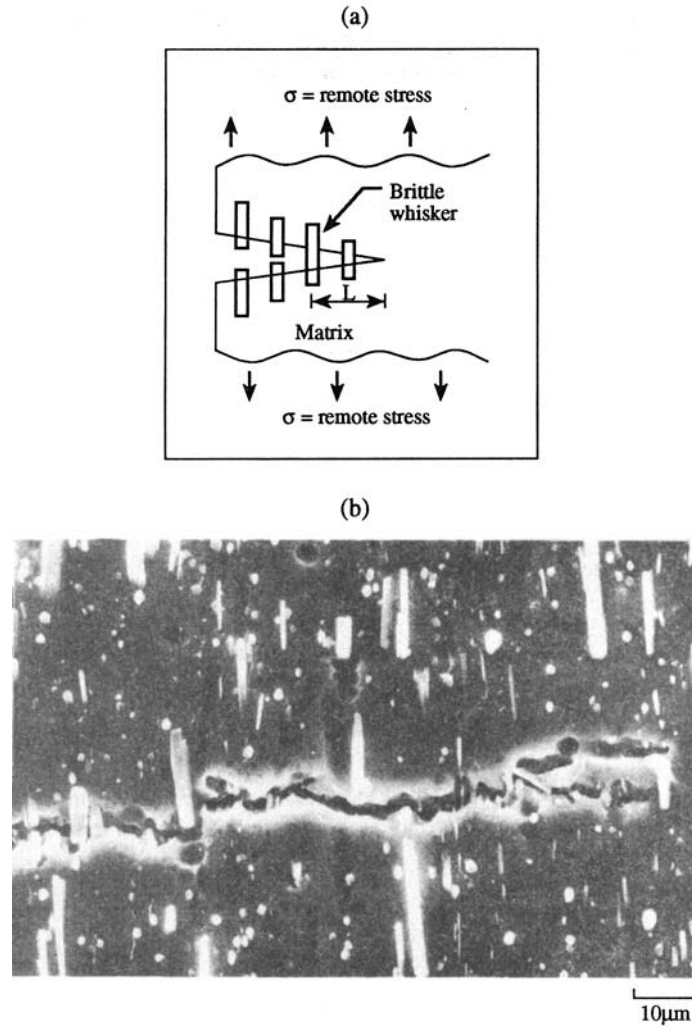 (a)
σ = remote stress
Brittle
whisker
L
Matrix
σ = remote stress
(b)
10μm